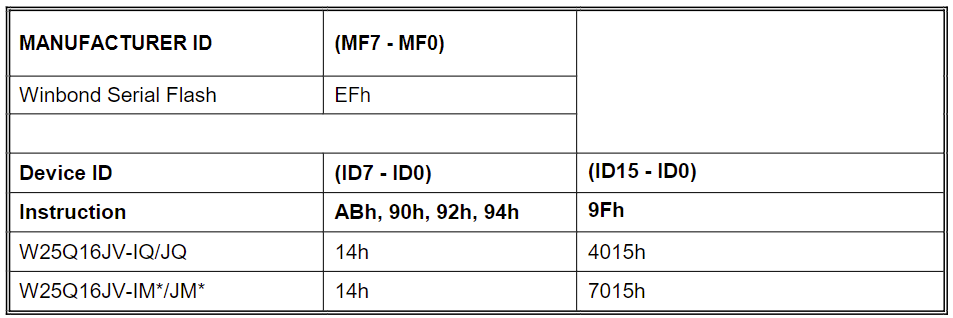 MANUFACTURER ID (MF7 - MF0)
Winbond Serial Flash EFh
Device ID (ID7 - ID0) (ID15 - ID0)
Instruction ABh, 90h, 92h, 94h 9Fh
W25Q16JV-IQ/JQ 14h 4015h
W25Q16JV-IM*/JM* 14h 7015h